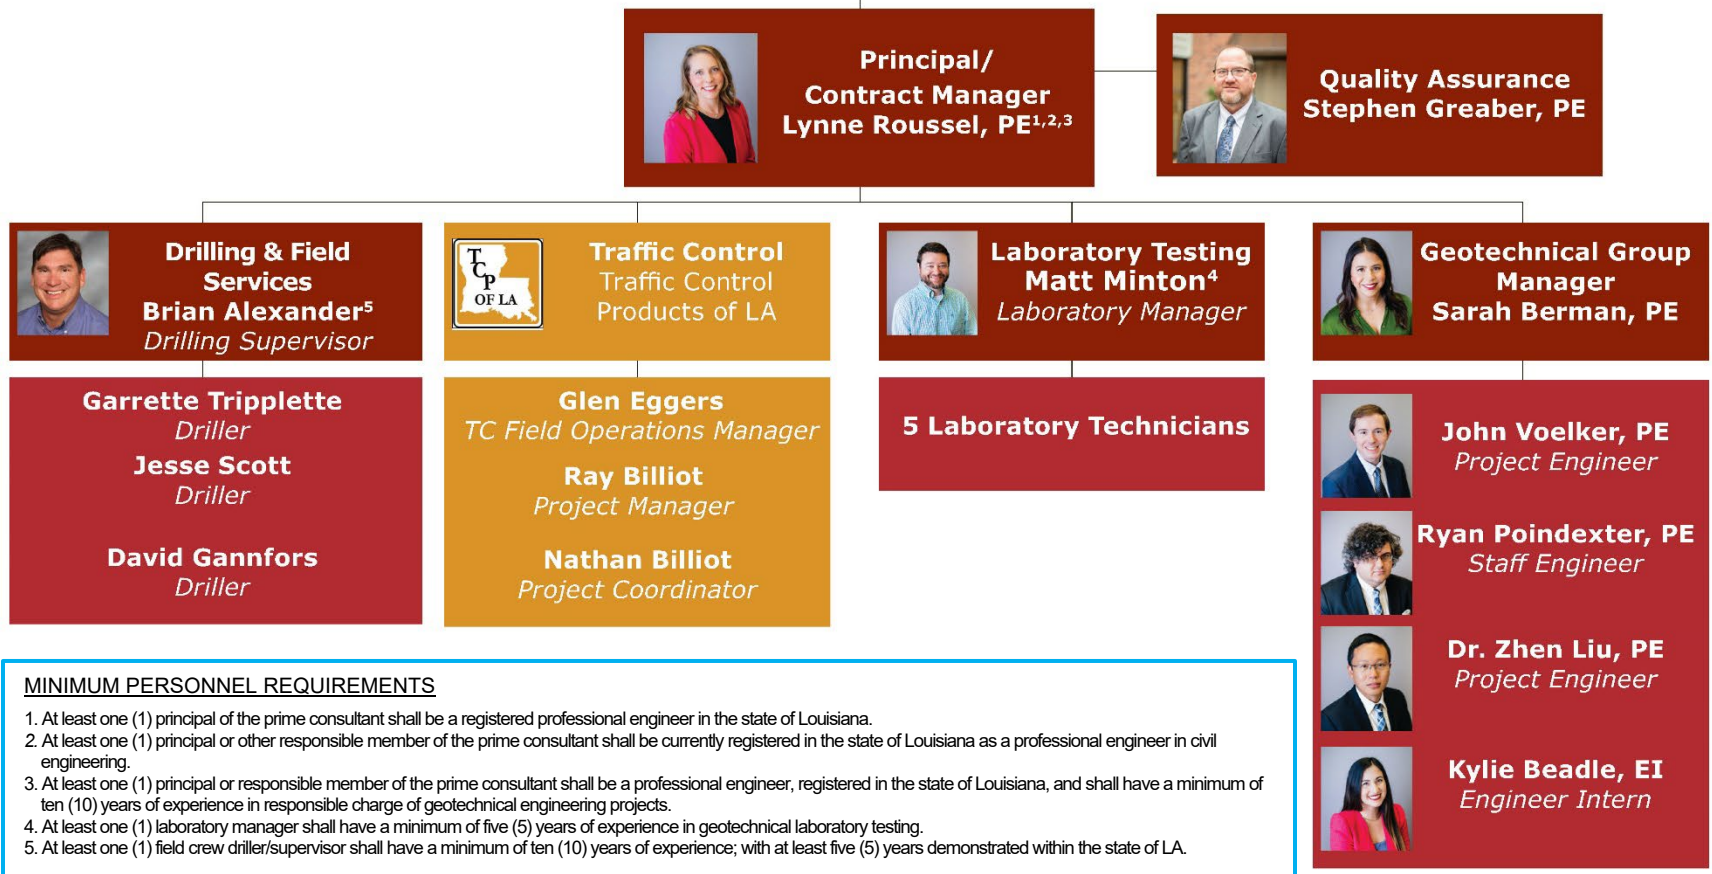 Principal/
Contract Manager
Lynne Roussel, PE1,2,3
Quality Assurance
Stephen Greaber, PE
Drilling & Field
Services
Brian Alexander5
Drilling Supervisor
T
C
P
OF LA
Traffic Control
Traffic Control
Products of LA
Laboratory Testing
Matt Minton4
Laboratory Manager
Geotechnical Group
Manager
Sarah Berman, PE
Garrette Tripplette
Driller
Jesse Scott
Driller
David Gannfors
Driller
Glen Eggers
TC Field Operations Manager
Ray Billiot
Project Manager
Nathan Billiot
Project Coordinator
5 Laboratory Technicians
John Voelker, PE
Project Engineer
Ryan Poindexter, PE
Staff Engineer
Dr. Zhen Liu, PE
Project Engineer
Kylie Beadle, EI
Engineer Intern
MINIMUM PERSONNEL REQUIREMENTS
1. At least one (1) principal of the prime consultant shall be a registered professional engineer in the state of Louisiana.
2. At least one (1) principal or other responsible member of the prime consultant shall be currently registered in the state of Louisiana as a professional engineer in civil
engineering.
3. At least one (1) principal or responsible member of the prime consultant shall be a professional engineer, registered in the state of Louisiana, and shall have a minimum of
ten (10) years of experience in responsible charge of geotechnical engineering projects.
4. At least one (1) laboratory manager shall have a minimum of five (5) years of experience in geotechnical laboratory testing.
5. At least one (1) field crew driller/supervisor shall have a minimum of ten (10) years of experience; with at least five (5) years demonstrated within the state of LA.